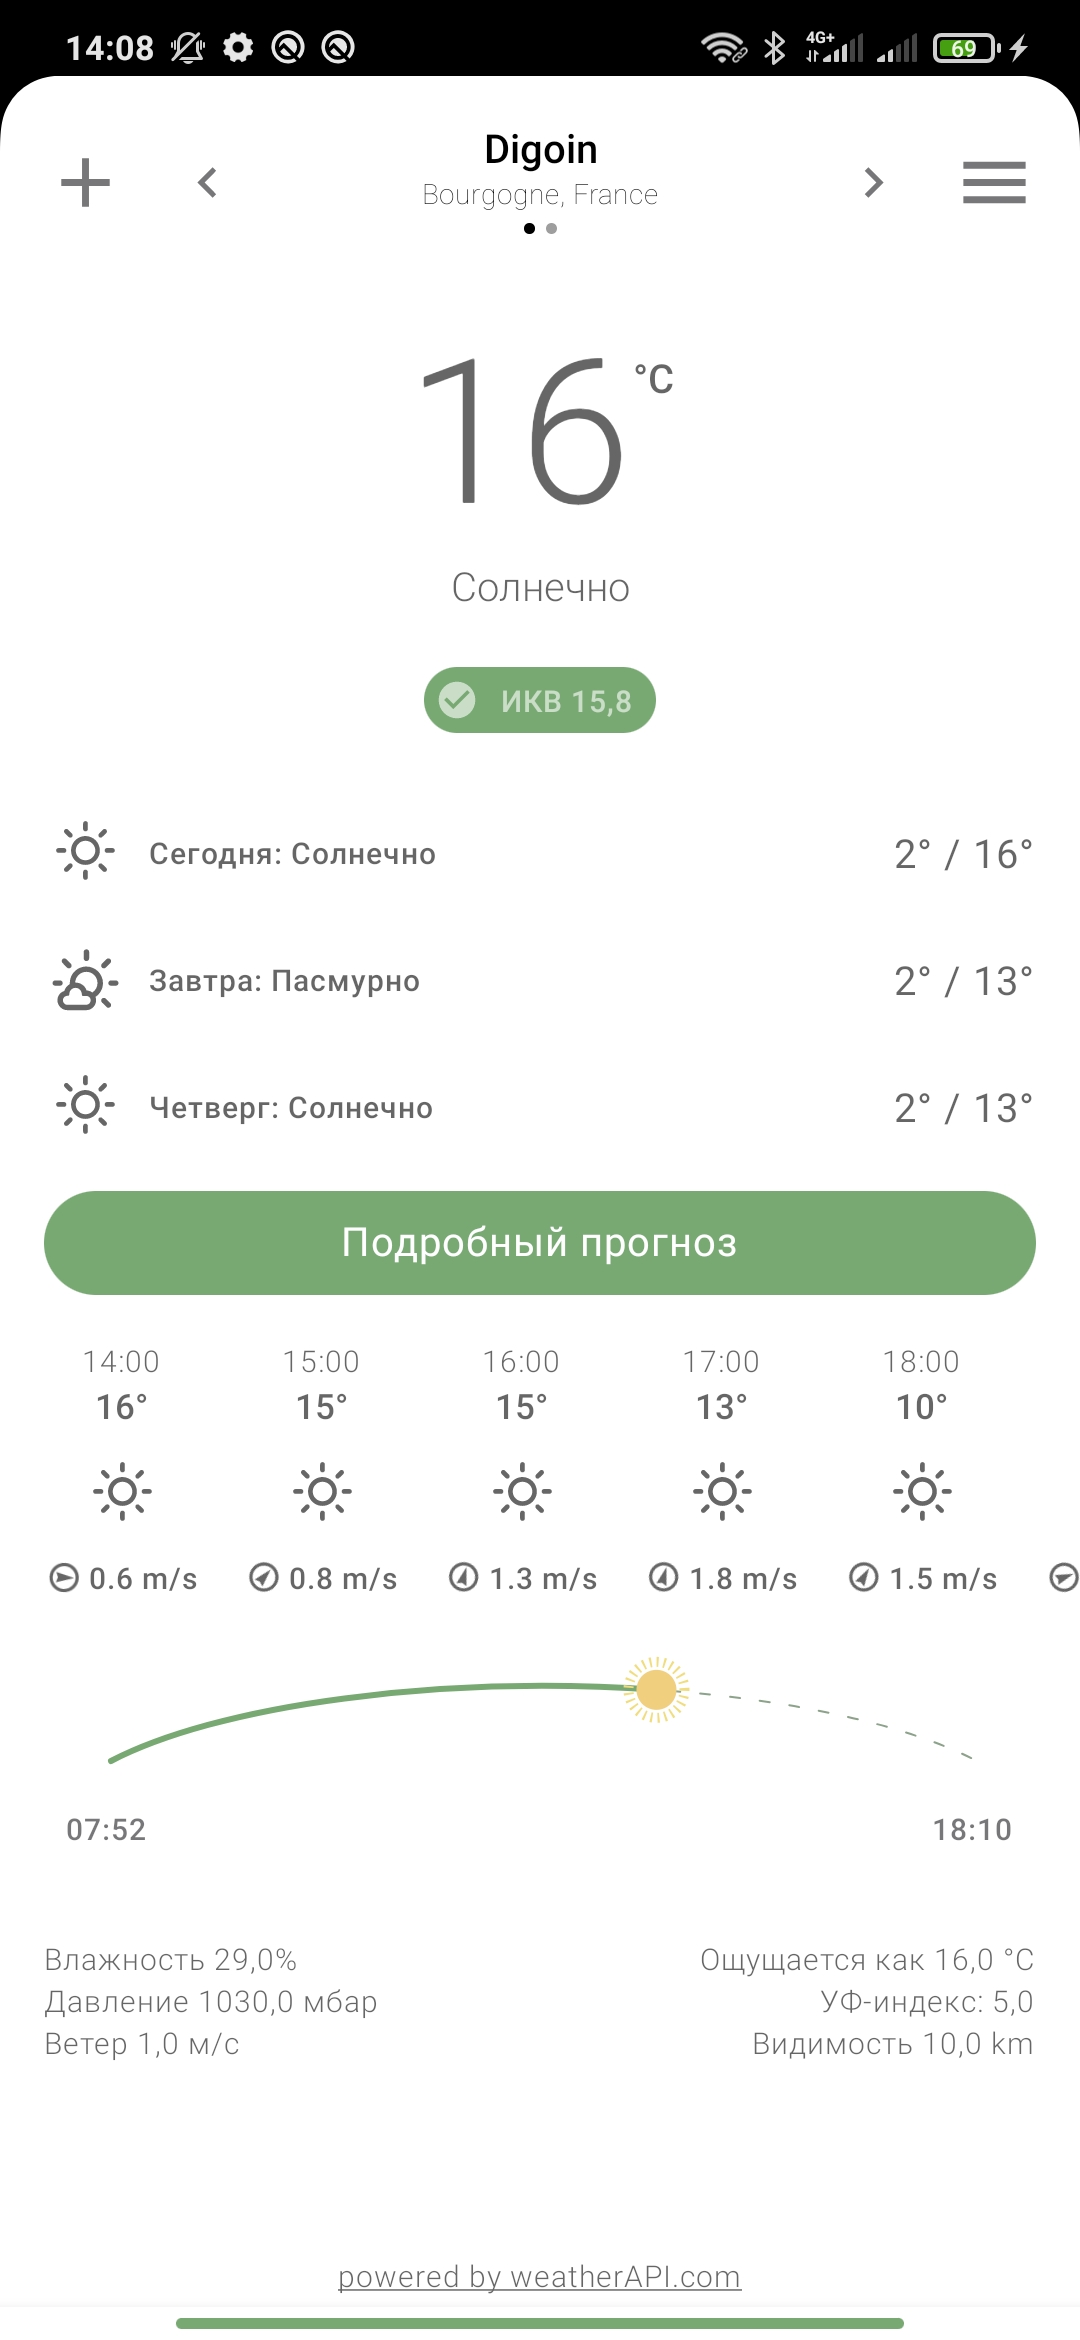 14:08 4G+ 69
Digoin
Bourgogne, France
16 °C
Солнечно
ИКВ 15,8
Сегодня: Солнечно 2° / 16°
Завтра: Пасмурно 2° / 13°
Четверг: Солнечно 2° / 13°
Подробный прогноз
14:00 15:00 16:00 17:00 18:00
16° 15° 15° 13° 10°
0.6 m/s 0.8 m/s 1.3 m/s 1.8 m/s 1.5 m/s
07:52 18:10
Влажность 29,0% Ощущается как 16,0 °C
Давление 1030,0 мбар УФ-индекс: 5,0
Ветер 1,0 м/с Видимость 10,0 km
powered by weatherAPI.com